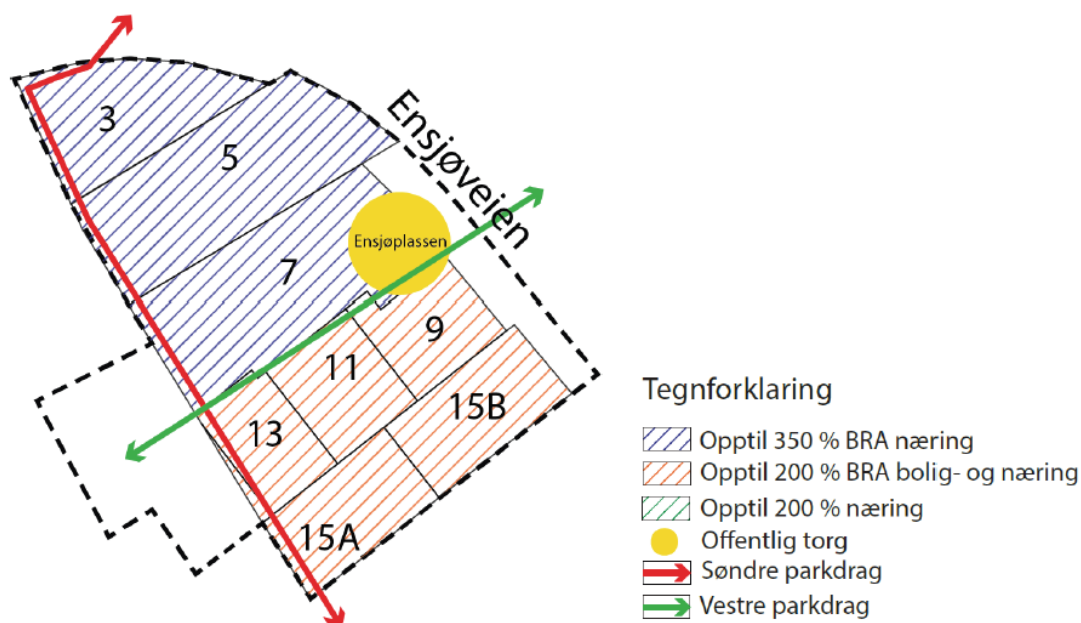 3
5
Ensjøveien
Ensjøplassen
7
9
11
15B
13
15A
Tegnforklaring
Opptil 350 % BRA næring
Opptil 200 % BRA bolig- og næring
Opptil 200 % næring
Offentlig torg
Søndre parkdrag
Vestre parkdrag